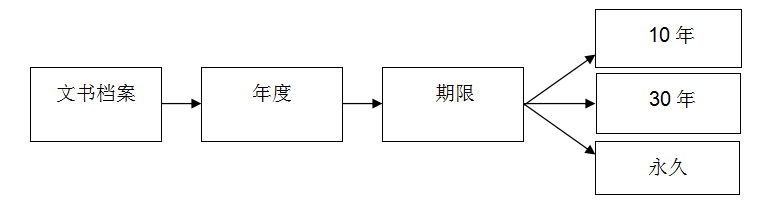 文书档案
年度
期限
10 年
30 年
永久